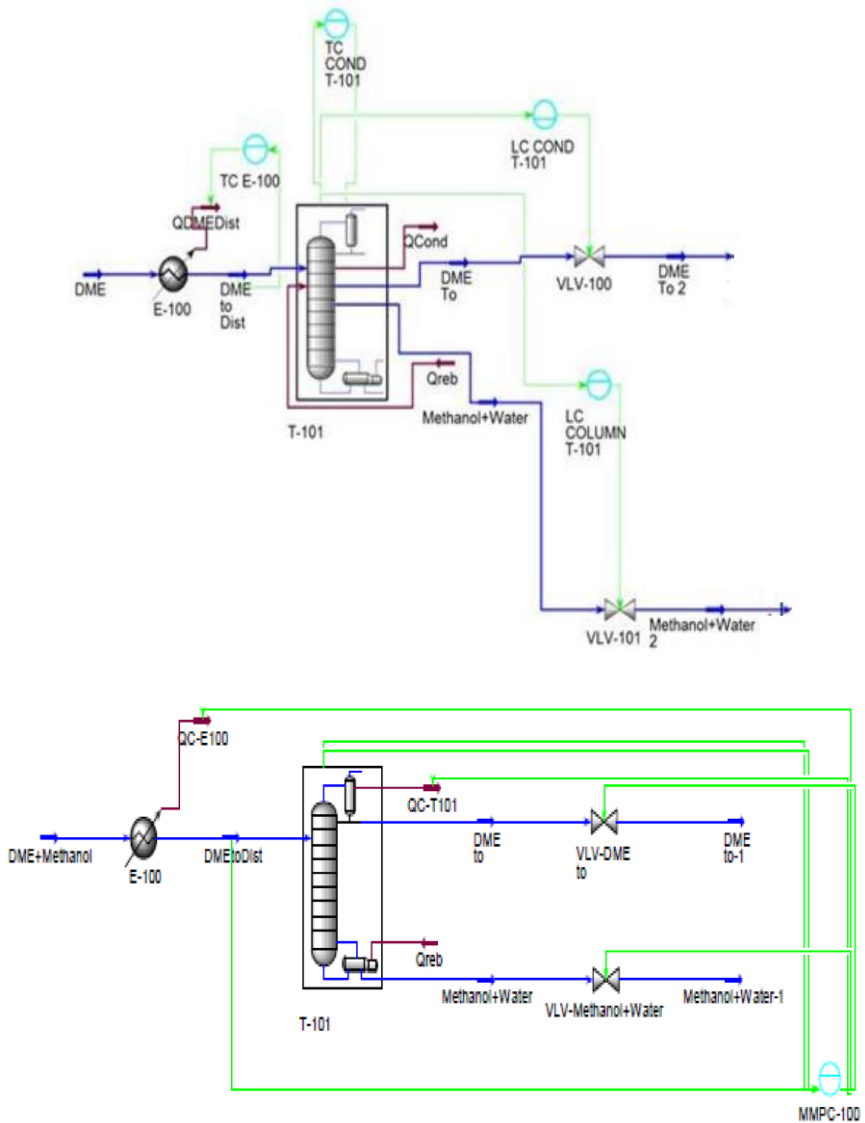 TC
COND
T-101
LC COND
T-101
TC E-100
QDMEDist
QCond
DME
E-100
DME
to
Dist
DME
To
VLV-100
DME
To 2
Qreb
Methanol+Water
T-101
LC
COLUMN
T-101
VLV-101
Methanol+Water
2
QC-E100
QC-T101
DME+Methanol
E-100
DMEtoDist
DME
to
VLV-DME
to
DME
to-1
Qreb
Methanol+Water
VLV-Methanol+Water
Methanol+Water-1
T-101
MMPC-100